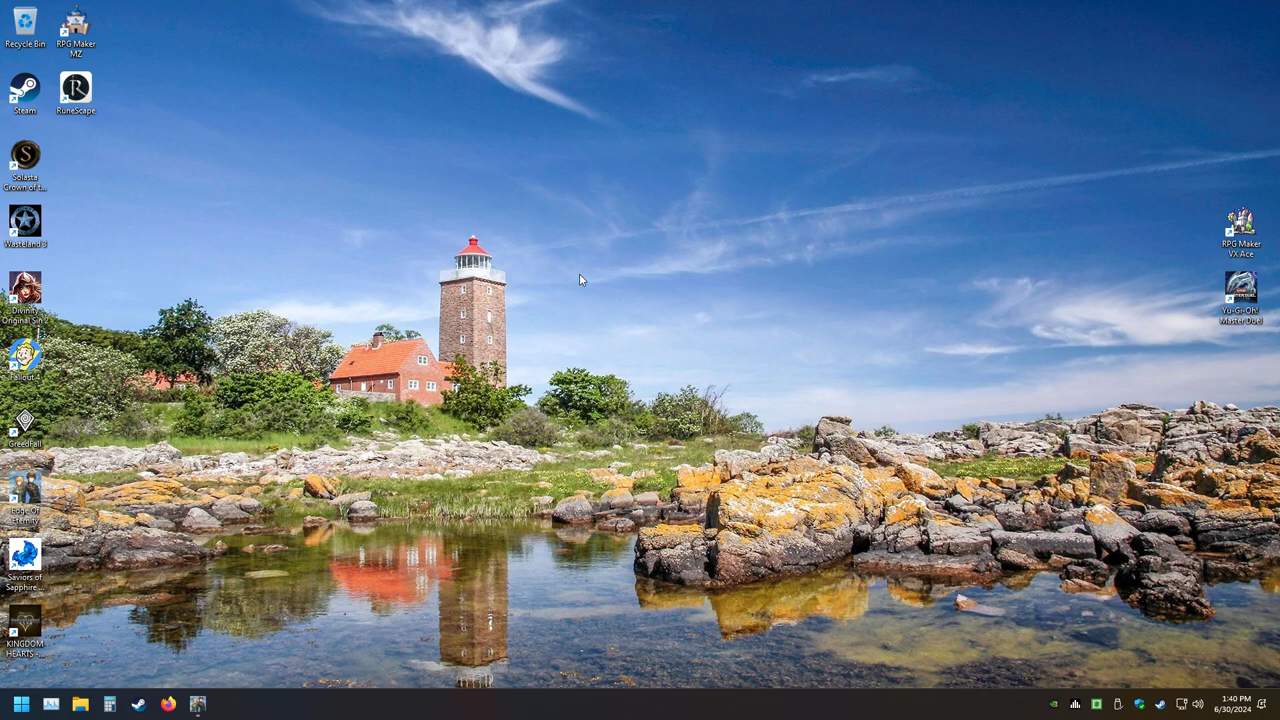 Recycle Bin
RPG Maker
MZ
Steam
RuneScape
Solasta
Crown of t...
Wasteland 3
Divinity
Original Sin
Fallout 4
GreedFall
Edge Of
Eternity
Saviors of
Sapphire ...
KINGDOM
HEARTS -...
RPG Maker
VX Ace
Yu-Gi-Oh!
Master Duel
1:40 PM
6/30/2024